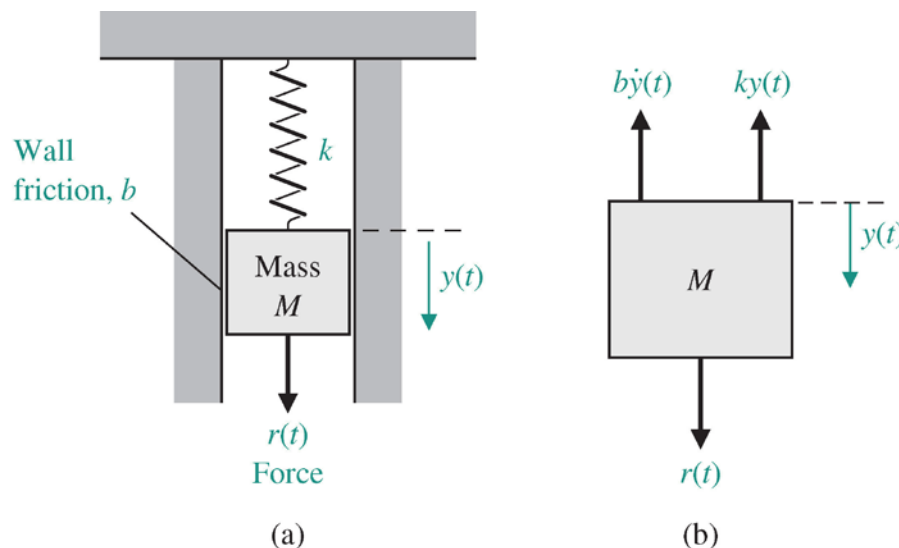 Wall
friction, b
k
Mass
M
y(t)
r(t)
Force
(a)
bẏ(t)
ky(t)
M
y(t)
r(t)
(b)